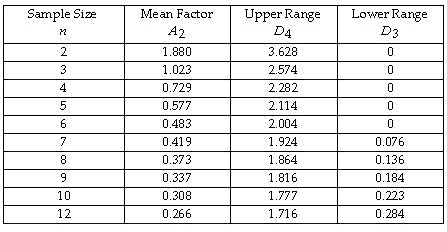 Sample Size Mean Factor Upper Range Lower Range
n A2 D4 D3
2 1.880 3.628 0
3 1.023 2.574 0
4 0.729 2.282 0
5 0.577 2.114 0
6 0.483 2.004 0
7 0.419 1.924 0.076
8 0.373 1.864 0.136
9 0.337 1.816 0.184
10 0.308 1.777 0.223
12 0.266 1.716 0.284